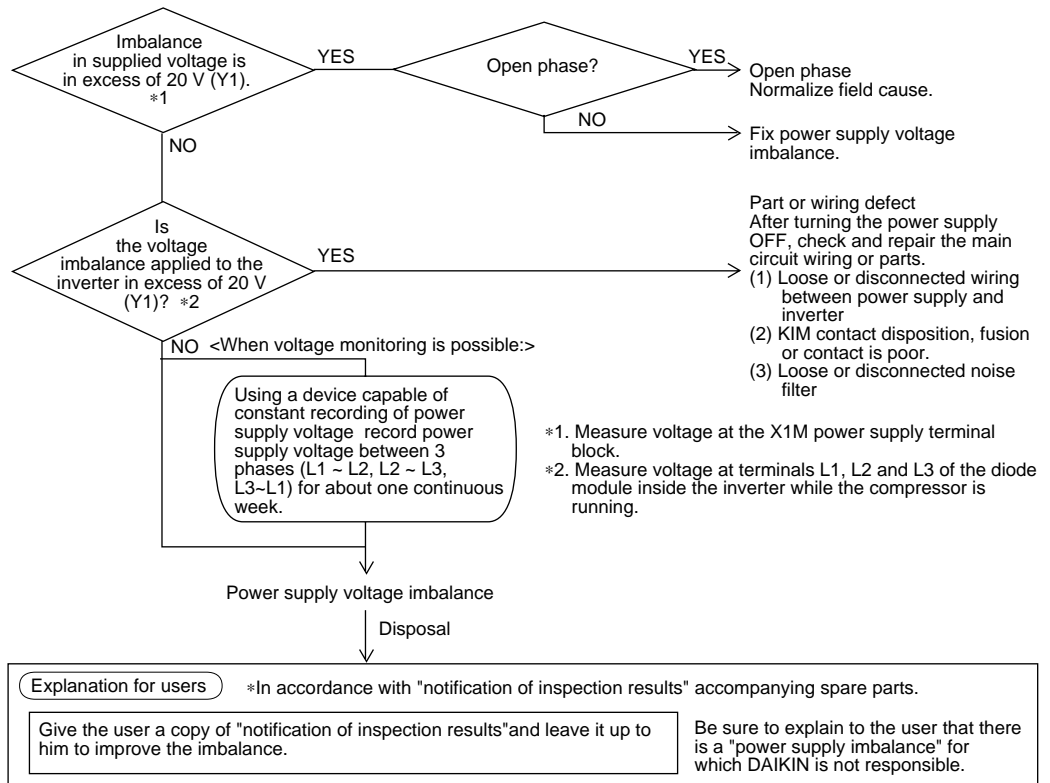 Imbalance
in supplied voltage is
in excess of 20 V (Y1).
*1
YES
Open phase?
YES
Open phase
Normalize field cause.
NO
Fix power supply voltage
imbalance.
NO
Is
the voltage
imbalance applied to the
inverter in excess of 20 V
(Y1)? *2
YES
Part or wiring defect
After turning the power supply
OFF, check and repair the main
circuit wiring or parts.
(1) Loose or disconnected wiring
between power supply and
inverter
(2) KIM contact disposition, fusion
or contact is poor.
(3) Loose or disconnected noise
filter
NO <When voltage monitoring is possible:>
Using a device capable of
constant recording of power
supply voltage record power
supply voltage between 3
phases (L1 ~ L2, L2 ~ L3,
L3~L1) for about one continuous
week.
*1. Measure voltage at the X1M power supply terminal
block.
*2. Measure voltage at terminals L1, L2 and L3 of the diode
module inside the inverter while the compressor is
running.
Power supply voltage imbalance
Disposal
Explanation for users *In accordance with "notification of inspection results" accompanying spare parts.
Give the user a copy of "notification of inspection results"and leave it up to
him to improve the imbalance.
Be sure to explain to the user that there
is a "power supply imbalance" for
which DAIKIN is not responsible.